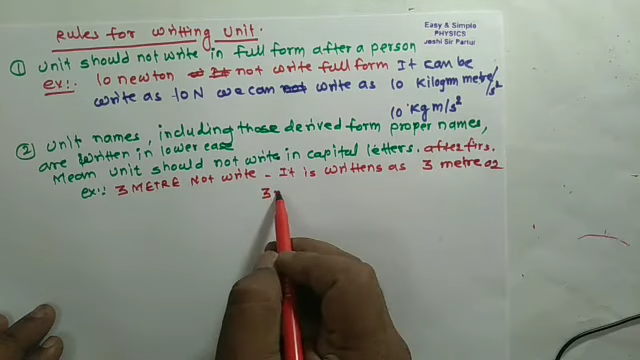 Rules for writting Unit.
Easy & Simple
PHYSICS
Jeshi Sir Partur
① Unit should not write in full form after a person
ex:- 10 newton not write full form It can be
write as 10 N we can write as 10 Kilogrm metre/s²
10 Kgm/s²
② Unit names, including those derived form proper names,
are written in lower case
Mean unit should not write in capital letters. after firs.
ex:- 3 METRE Not write - It is writtens as 3 metre or
3